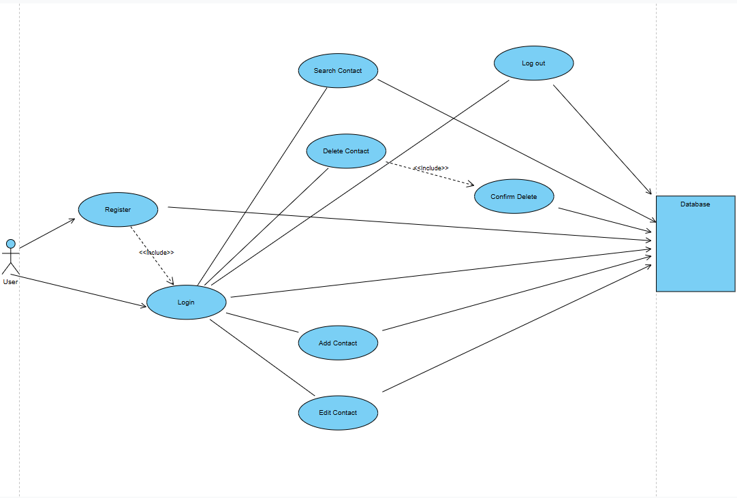 Search Contact
Log out
Delete Contact
<<Include>>
Confirm Delete
Database
Register
<<Include>>
User
Login
Add Contact
Edit Contact